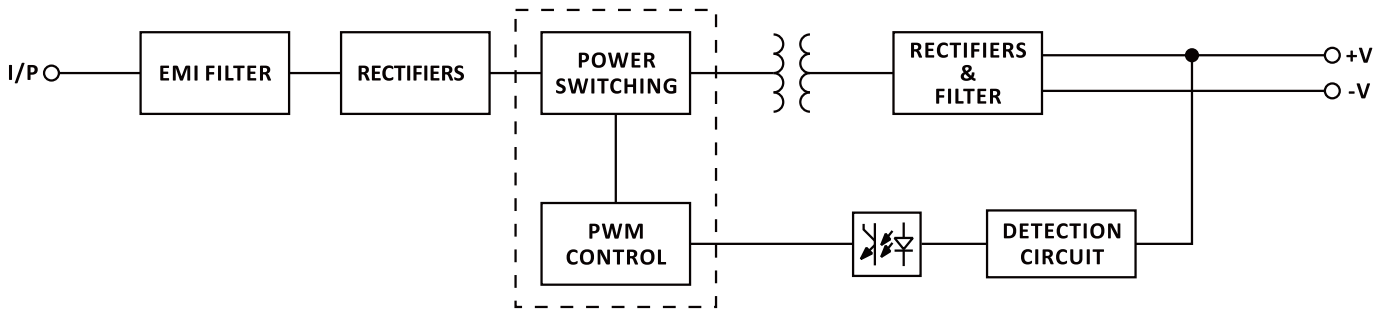 I/P
EMI FILTER
RECTIFIERS
POWER
SWITCHING
RECTIFIERS
&
FILTER
+V
-V
PWM
CONTROL
DETECTION
CIRCUIT